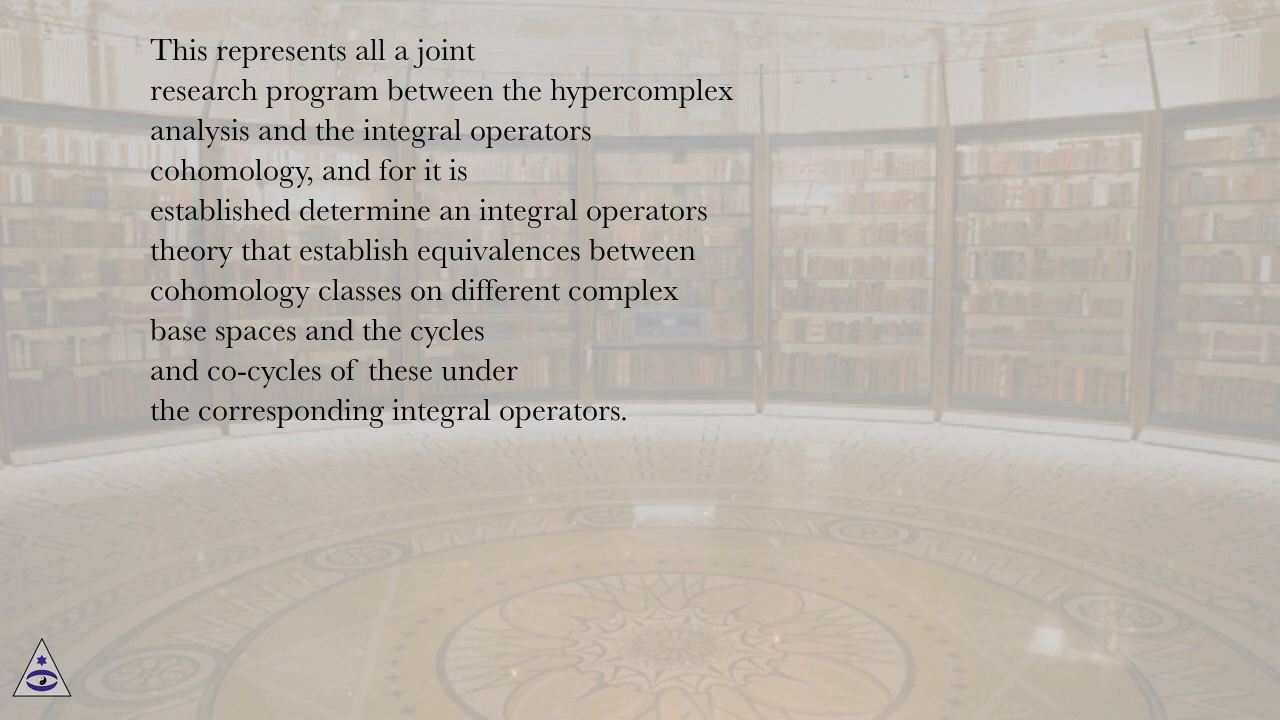 This represents all a joint
research program between the hypercomplex
analysis and the integral operators
cohomology, and for it is
established determine an integral operators
theory that establish equivalences between
cohomology classes on different complex
base spaces and the cycles
and co-cycles of these under
the corresponding integral operators.